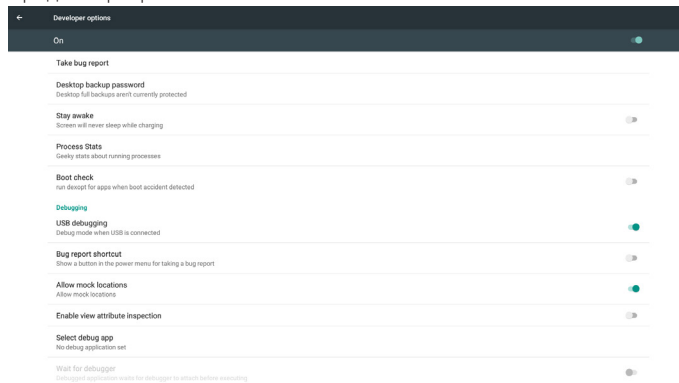 Developer options
On
Take bug report
Desktop backup password
Desktop full backups aren't currently protected
Stay awake
Screen will never sleep while charging
Process Stats
Geeky stats about running processes
Boot check
run dexopt for apps when boot accident detected
Debugging
USB debugging
Debug mode when USB is connected
Bug report shortcut
Show a button in the power menu for taking a bug report
Allow mock locations
Allow mock locations
Enable view attribute inspection
Select debug app
No debug application set
Wait for debugger
Debugged application waits for debugger to attach before executing